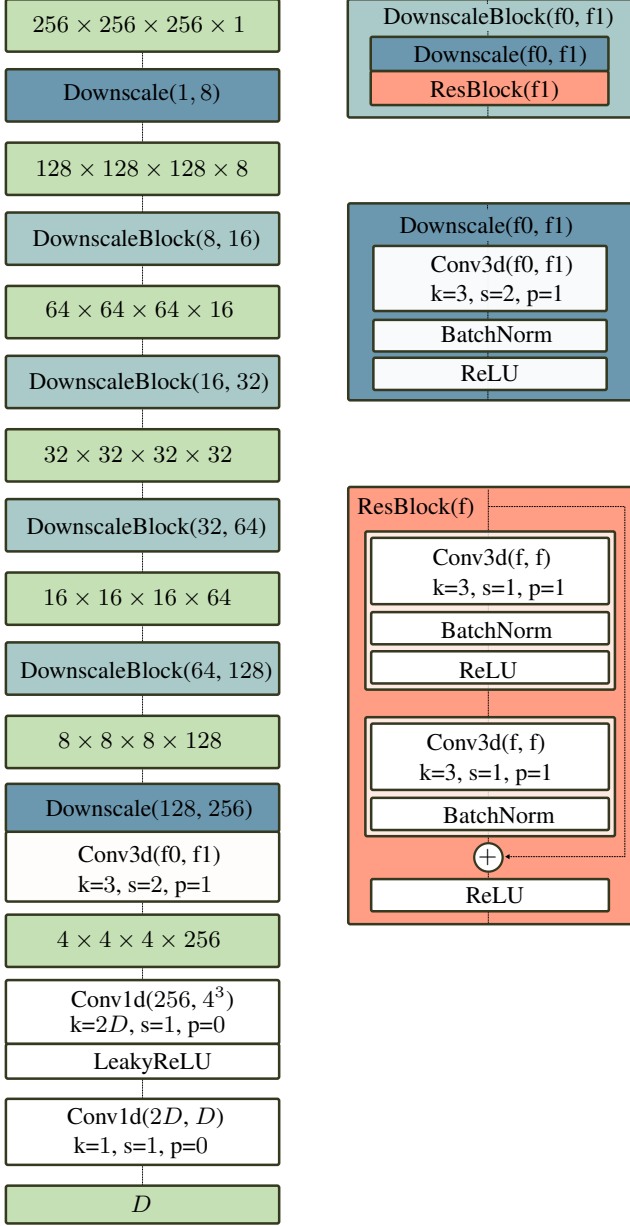 256 × 256 × 256 × 1
Downscale(1, 8)
128 × 128 × 128 × 8
DownscaleBlock(8, 16)
64 × 64 × 64 × 16
DownscaleBlock(16, 32)
32 × 32 × 32 × 32
DownscaleBlock(32, 64)
16 × 16 × 16 × 64
DownscaleBlock(64, 128)
8 × 8 × 8 × 128
Downscale(128, 256)
Conv3d(f0, f1)
k=3, s=2, p=1
4 × 4 × 4 × 256
Conv1d(256, 4³)
k=2D, s=1, p=0
LeakyReLU
Conv1d(2D, D)
k=1, s=1, p=0
D
DownscaleBlock(f0, f1)
Downscale(f0, f1)
ResBlock(f1)
Downscale(f0, f1)
Conv3d(f0, f1)
k=3, s=2, p=1
BatchNorm
ReLU
ResBlock(f)
Conv3d(f, f)
k=3, s=1, p=1
BatchNorm
ReLU
Conv3d(f, f)
k=3, s=1, p=1
BatchNorm
+
ReLU